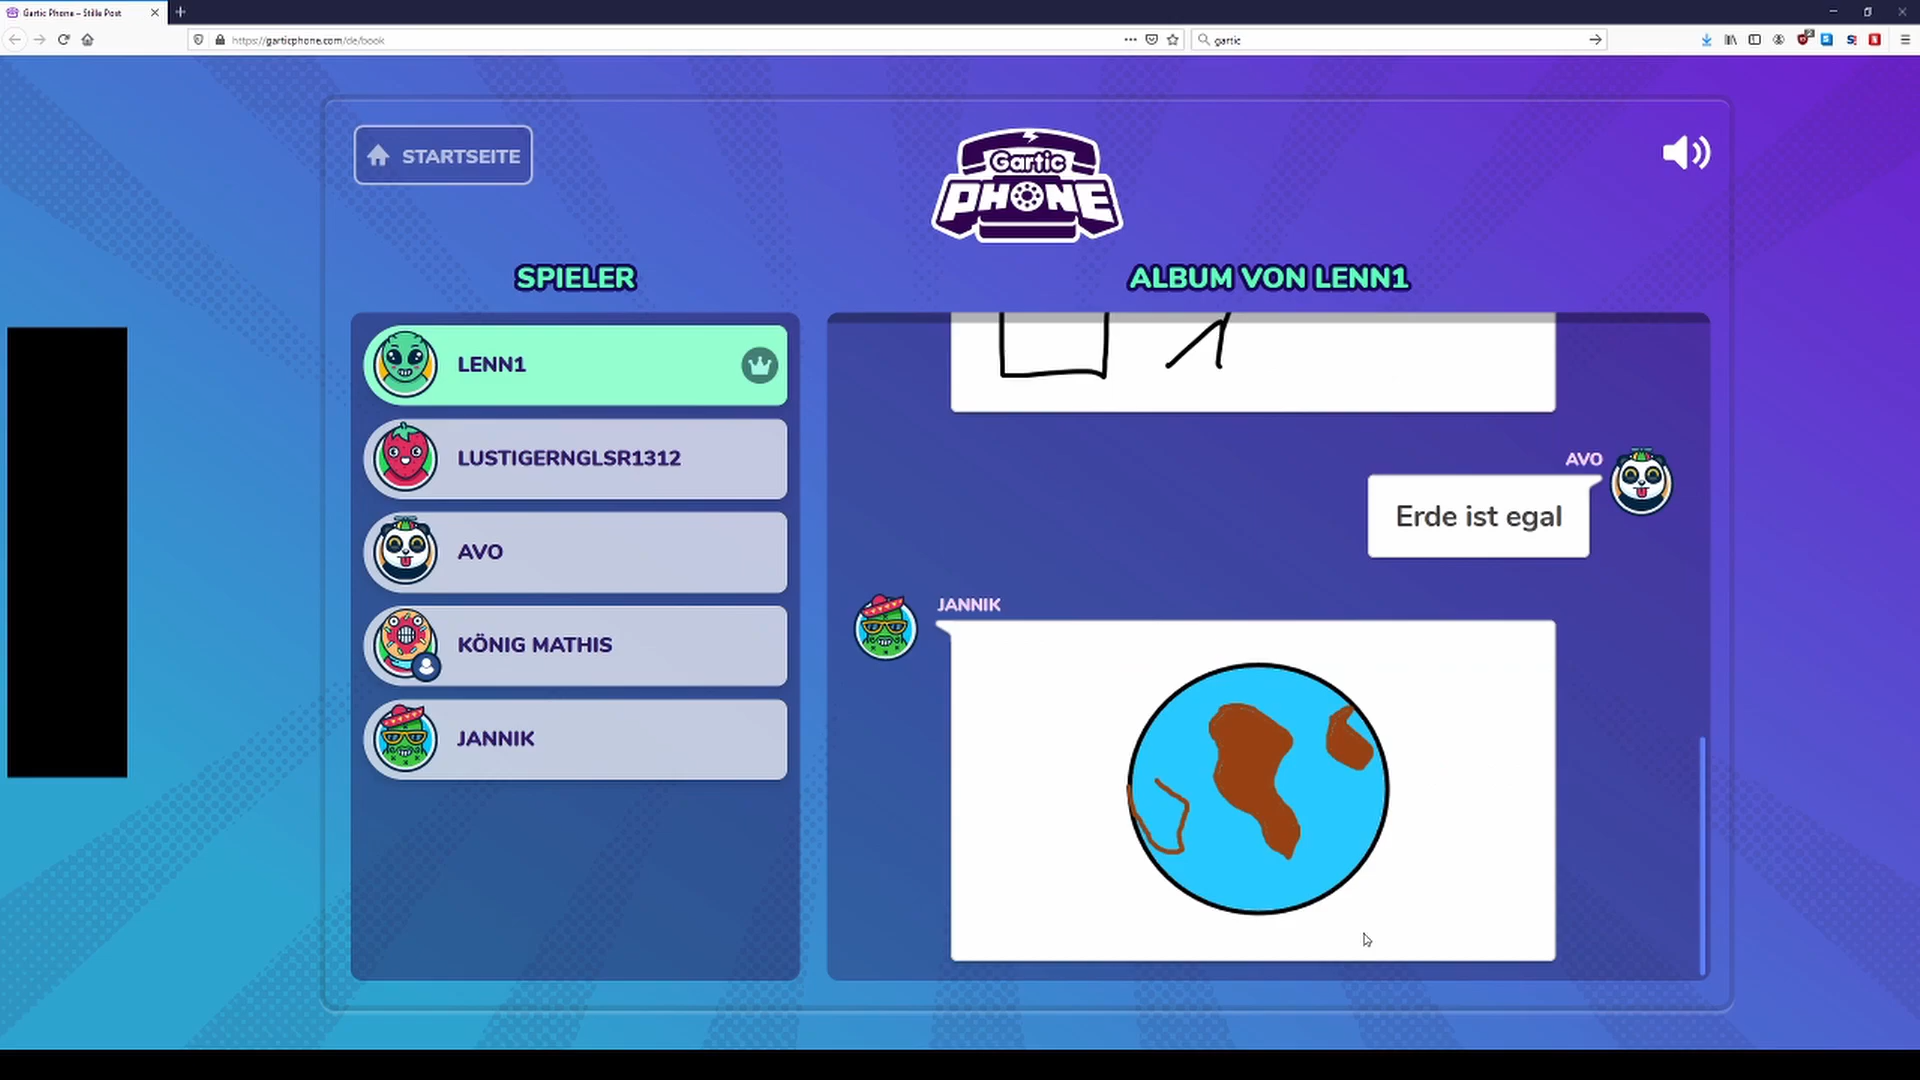 Gartic Phone – Stille Post
https://garticphone.com/de/book
gartic
STARTSEITE
Gartic
PHONE
SPIELER
ALBUM VON LENN1
LENN1
LUSTIGERNGLSR1312
AVO
KÖNIG MATHIS
JANNIK
AVO
Erde ist egal
JANNIK